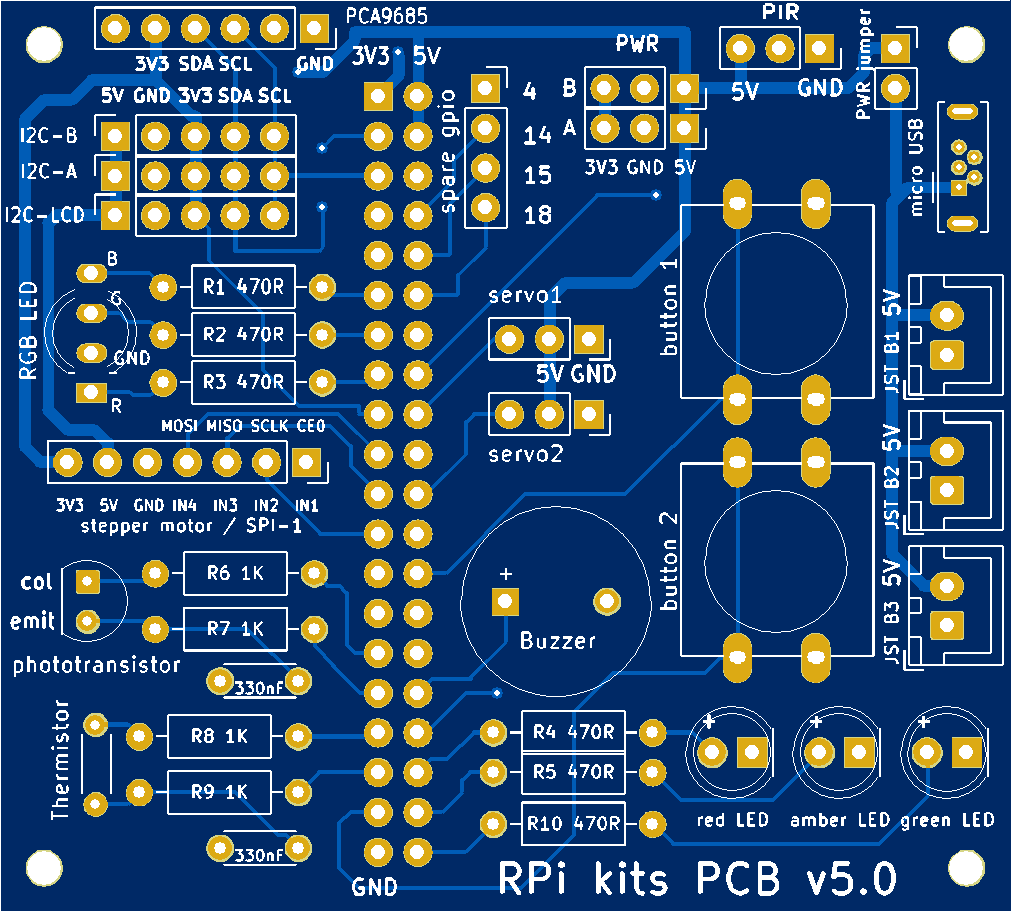 PCA9685
3V3 SDA SCL GND
3V3 5V
5V GND 3V3 SDA SCL
I2C-B
I2C-A
I2C-LCD
spare gpio
4
14
15
18
PWR
B
A
3V3 GND 5V
PIR
5V GND
PWR jumper
micro USB
RGB LED
B
G
GND
R
R1 470R
R2 470R
R3 470R
servo1
5V GND
servo2
button 1
5V
JST B1
MOSI MISO SCLK CE0
3V3 5V GND IN4 IN3 IN2 IN1
stepper motor / SPI-1
button 2
5V
JST B2
5V
JST B3
col
emit
phototransistor
R6 1K
R7 1K
330nF
+
Buzzer
Thermistor
R8 1K
R9 1K
330nF
R4 470R
R5 470R
R10 470R
+
red LED
+
amber LED
+
green LED
GND
RPi kits PCB v5.0